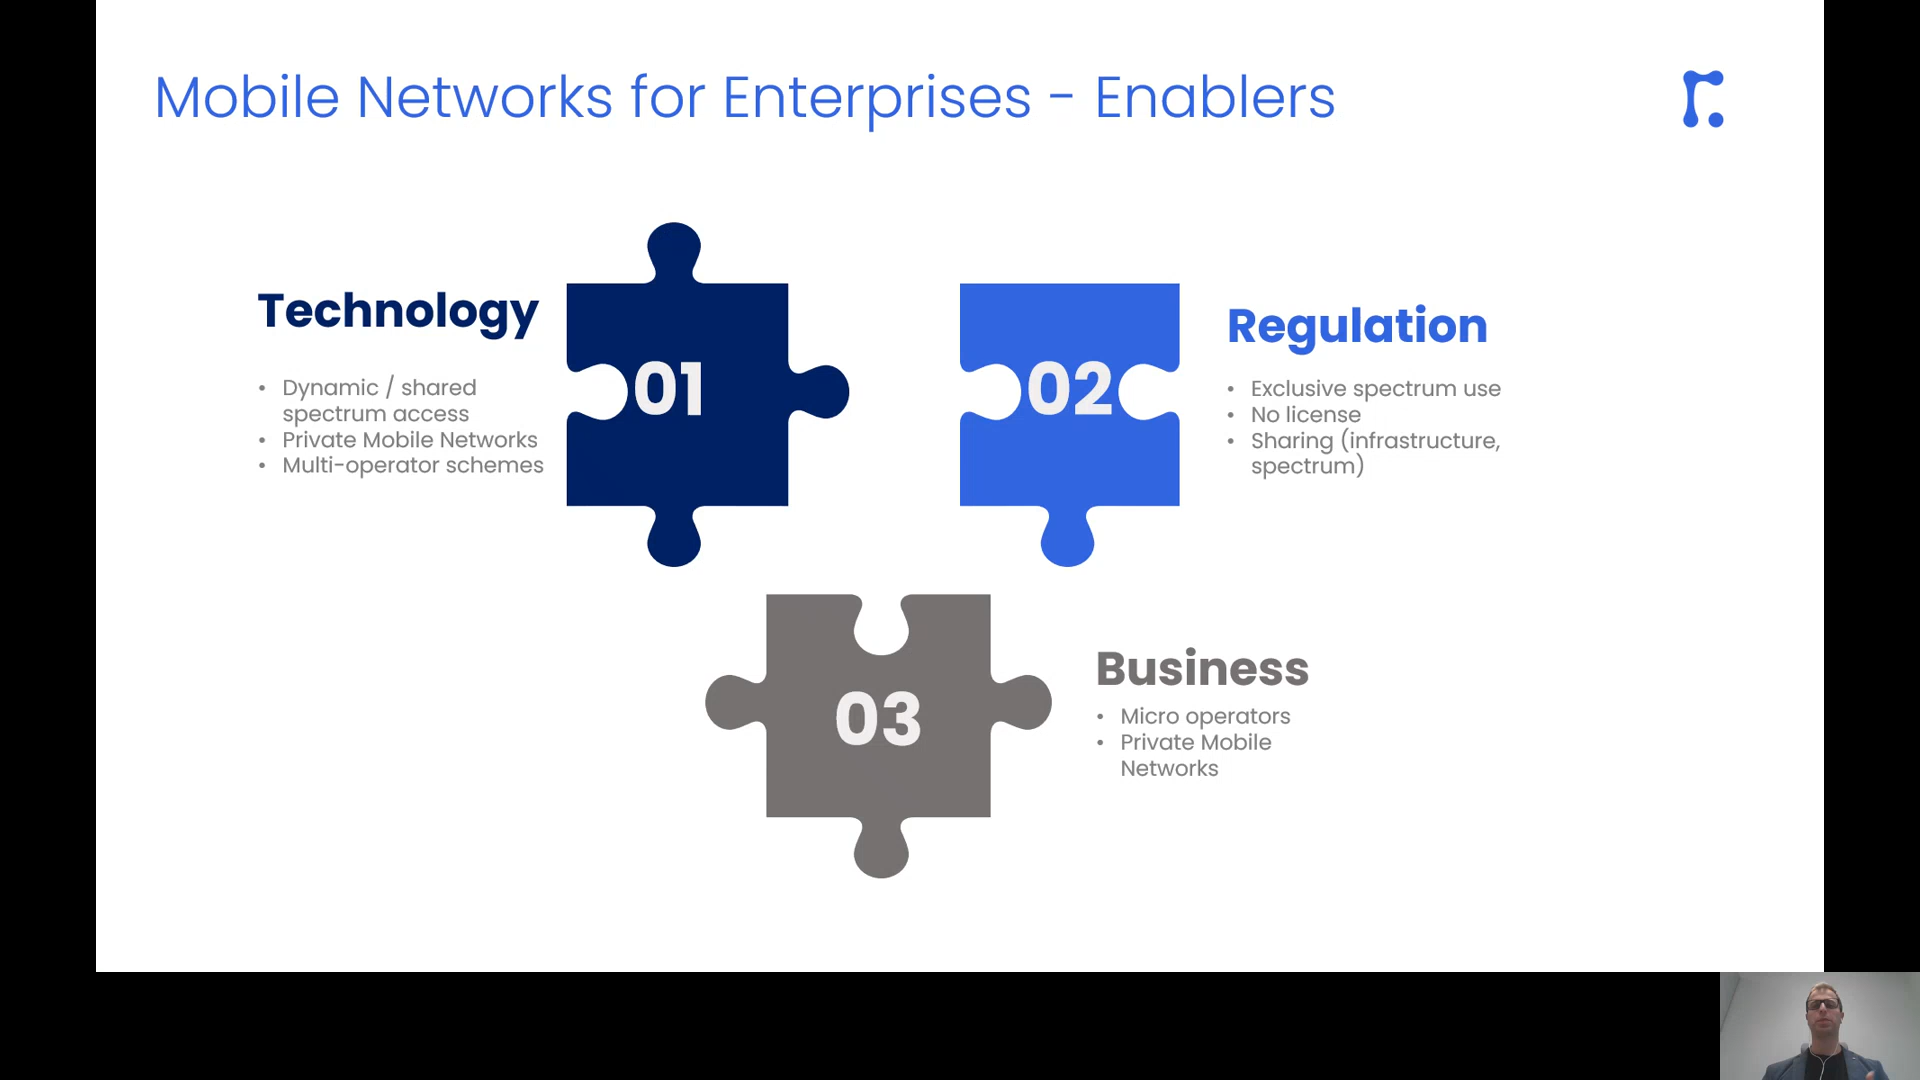 Mobile Networks for Enterprises - Enablers
Technology
• Dynamic / shared
spectrum access
• Private Mobile Networks
• Multi-operator schemes
01
02
Regulation
• Exclusive spectrum use
• No license
• Sharing (infrastructure,
spectrum)
03
Business
• Micro operators
• Private Mobile
Networks